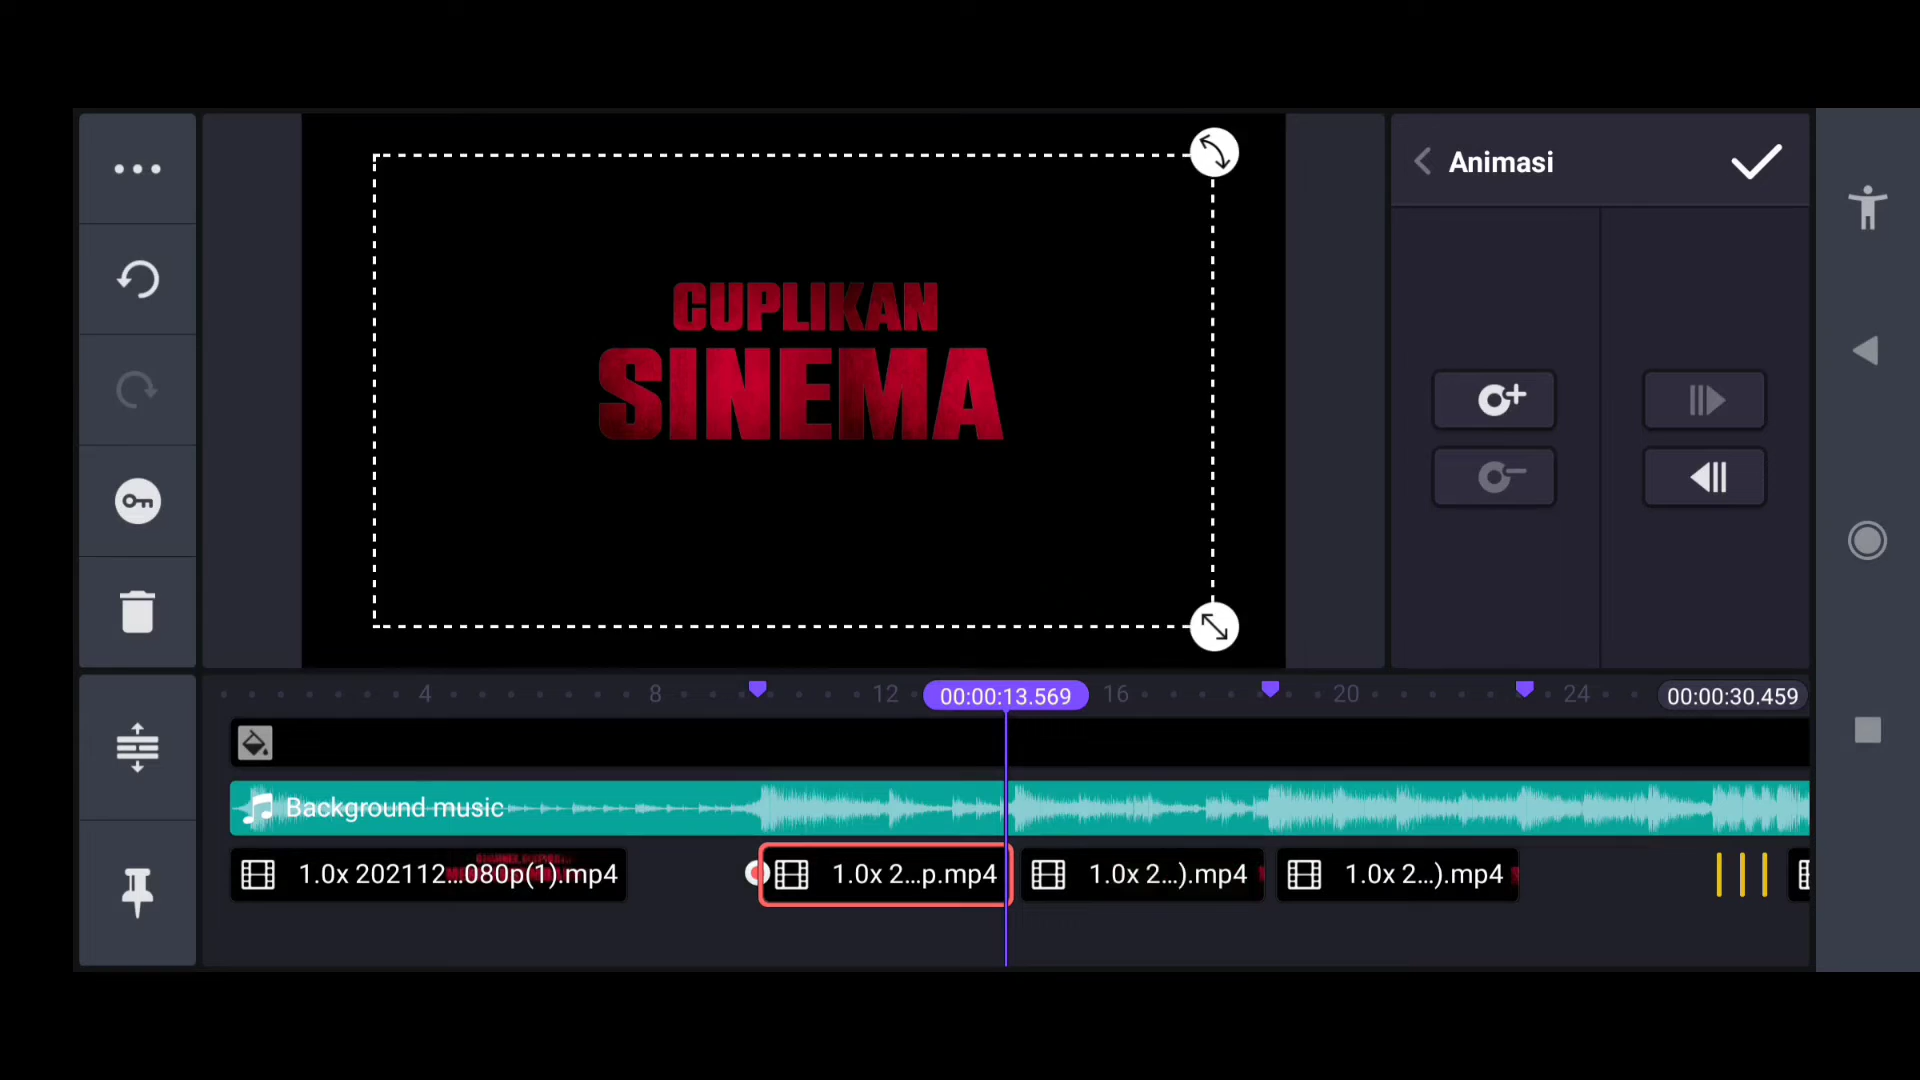 Animasi
CUPLIKAN
SINEMA
4 8 12 00:00:13.569 16 20 24 00:00:30.459
Background music
1.0x 202112...080p(1).mp4 1.0x 2...p.mp4 1.0x 2...).mp4 1.0x 2...).mp4